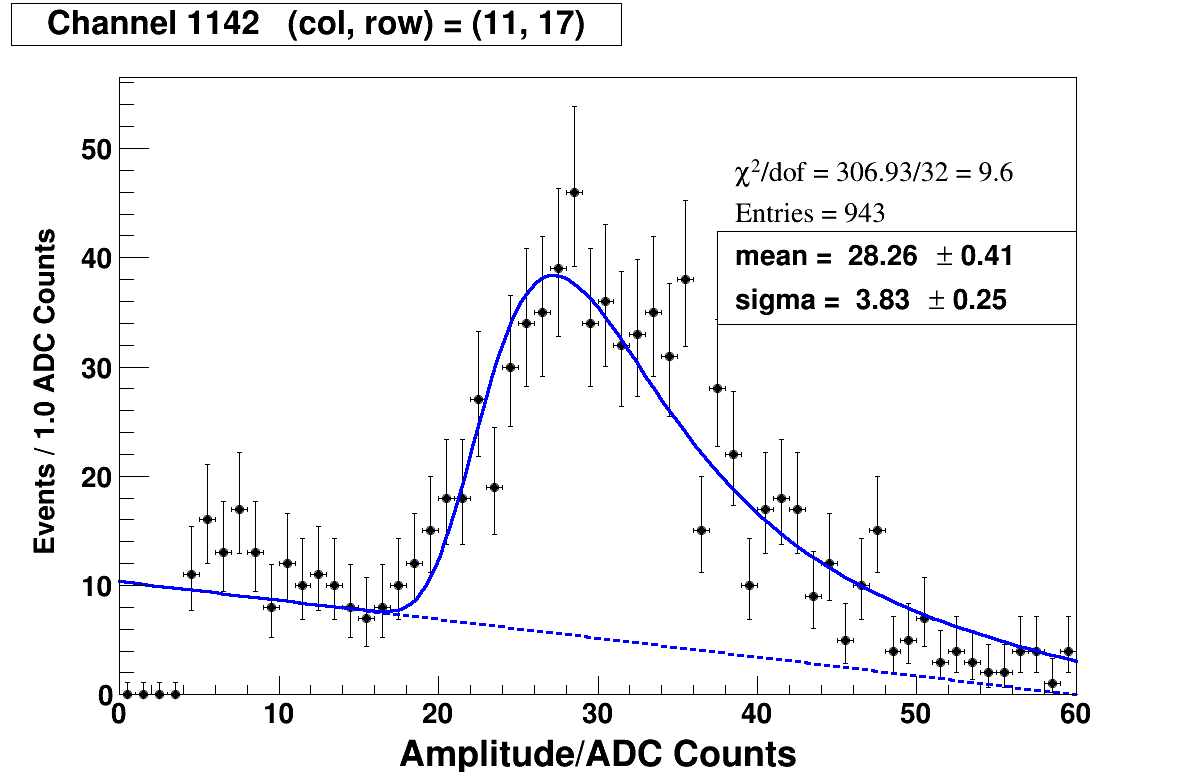 Channel 1142 (col, row) = (11, 17)
χ²/dof = 306.93/32 = 9.6
Entries = 943
mean = 28.26 ± 0.41
sigma = 3.83 ± 0.25
Events / 1.0 ADC Counts
50
40
30
20
10
0
0 10 20 30 40 50 60
Amplitude/ADC Counts